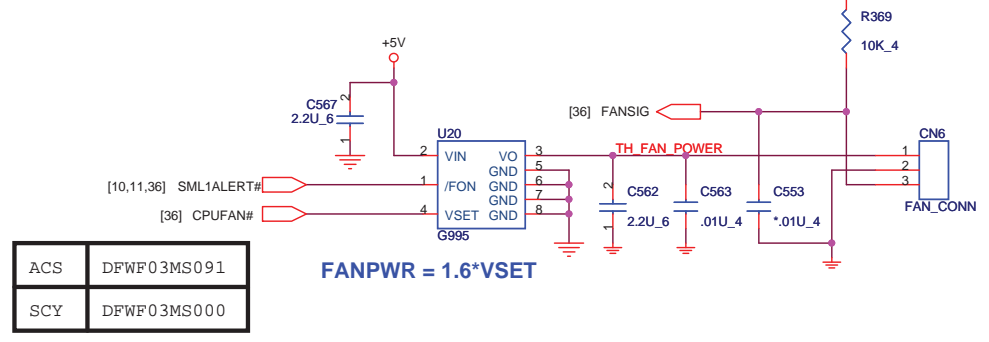 R369
10K_4
+5V
C567
2.2U_6
2
1
[36] FANSIG
CN6
U20
TH_FAN_POWER
2 VIN VO 3
GND 5
[10,11,36] SML1ALERT# 1 /FON GND 6
GND 7
[36] CPUFAN# 4 VSET GND 8
G995
2
1
C562
2.2U_6
C563
.01U_4
C553
*.01U_4
1
2
3
FAN_CONN
FANPWR = 1.6*VSET
ACS DFWF03MS091
SCY DFWF03MS000